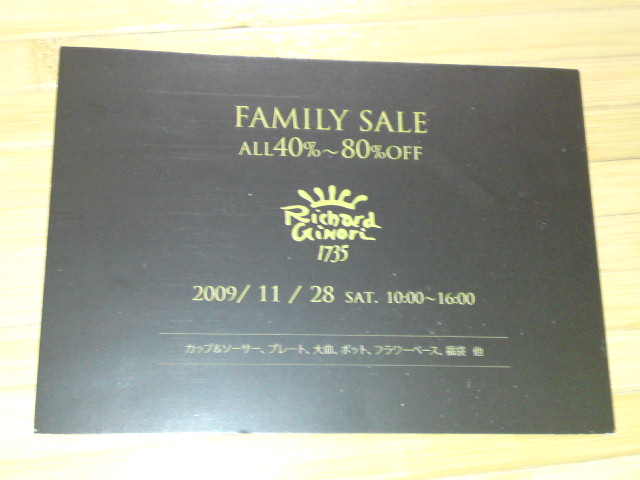 FAMILY SALE
ALL40%~80%OFF
Richard
GiNori
1735
2009/ 11 / 28 SAT. 10:00~16:00
カップ&ソーサー、プレート、大皿、ポット、フラワーベース、福袋 他